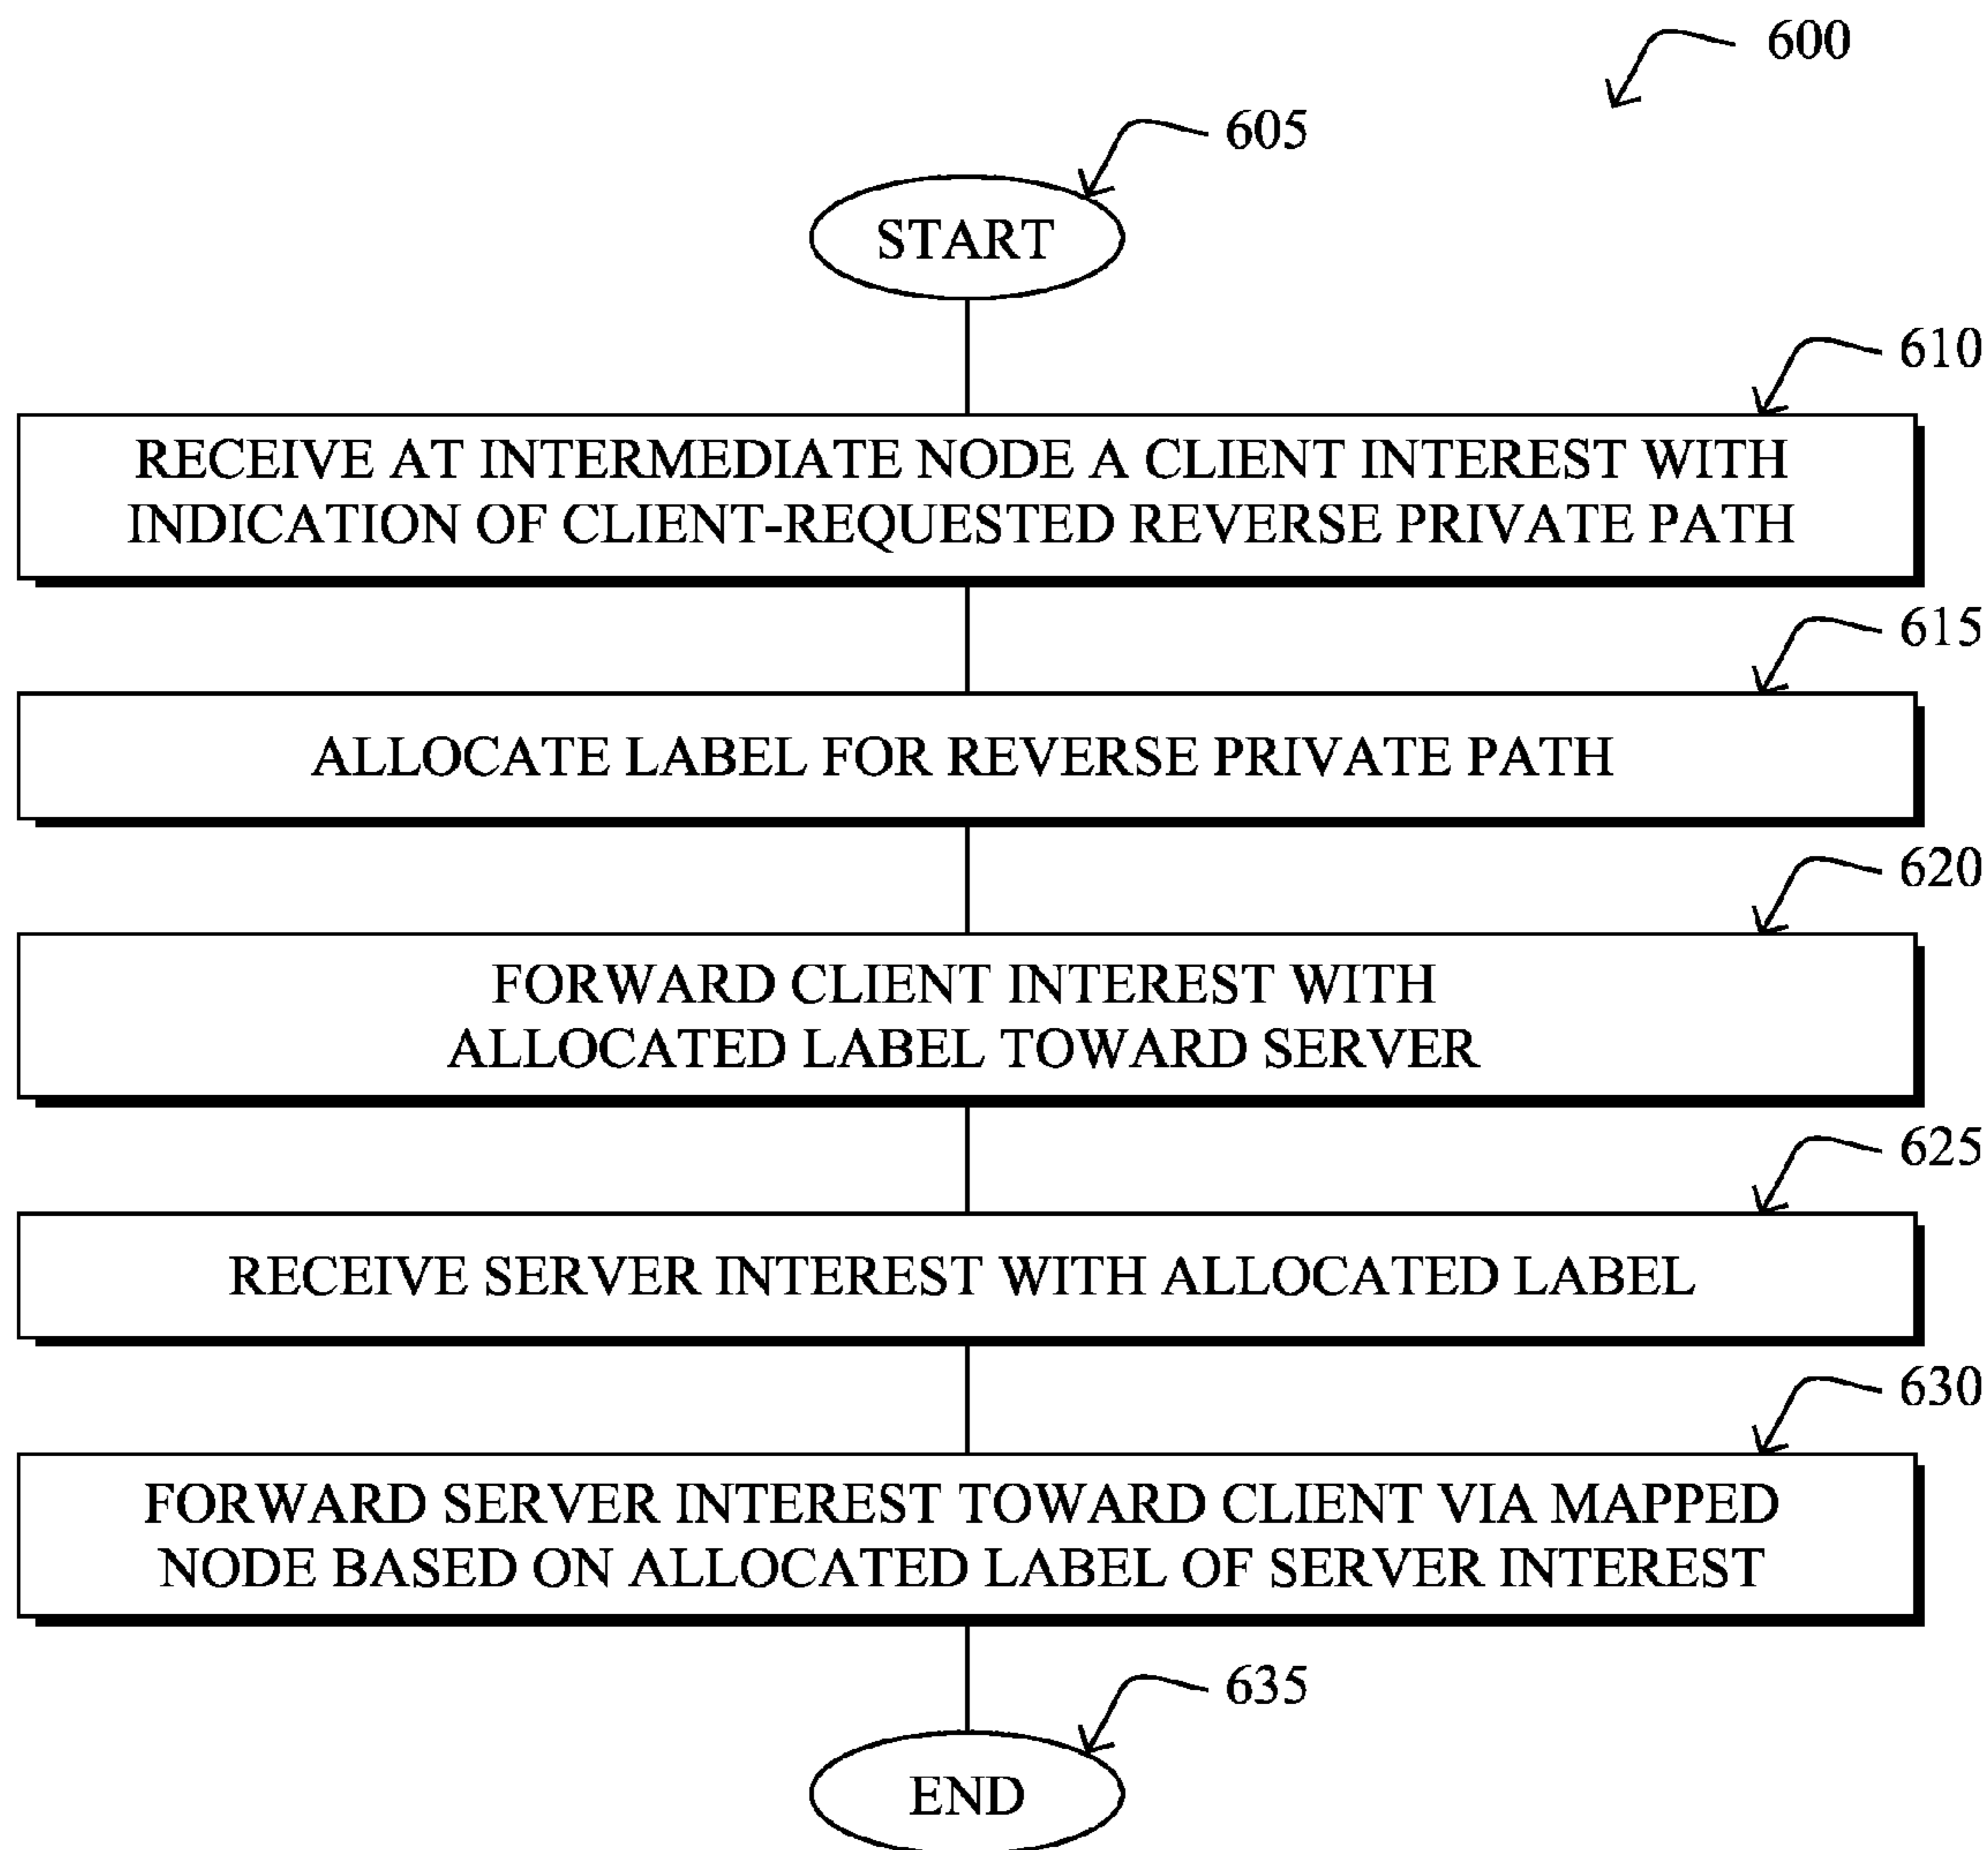 600
605
START
610
RECEIVE AT INTERMEDIATE NODE A CLIENT INTEREST WITH
INDICATION OF CLIENT-REQUESTED REVERSE PRIVATE PATH
615
ALLOCATE LABEL FOR REVERSE PRIVATE PATH
620
FORWARD CLIENT INTEREST WITH
ALLOCATED LABEL TOWARD SERVER
625
RECEIVE SERVER INTEREST WITH ALLOCATED LABEL
630
FORWARD SERVER INTEREST TOWARD CLIENT VIA MAPPED
NODE BASED ON ALLOCATED LABEL OF SERVER INTEREST
635
END